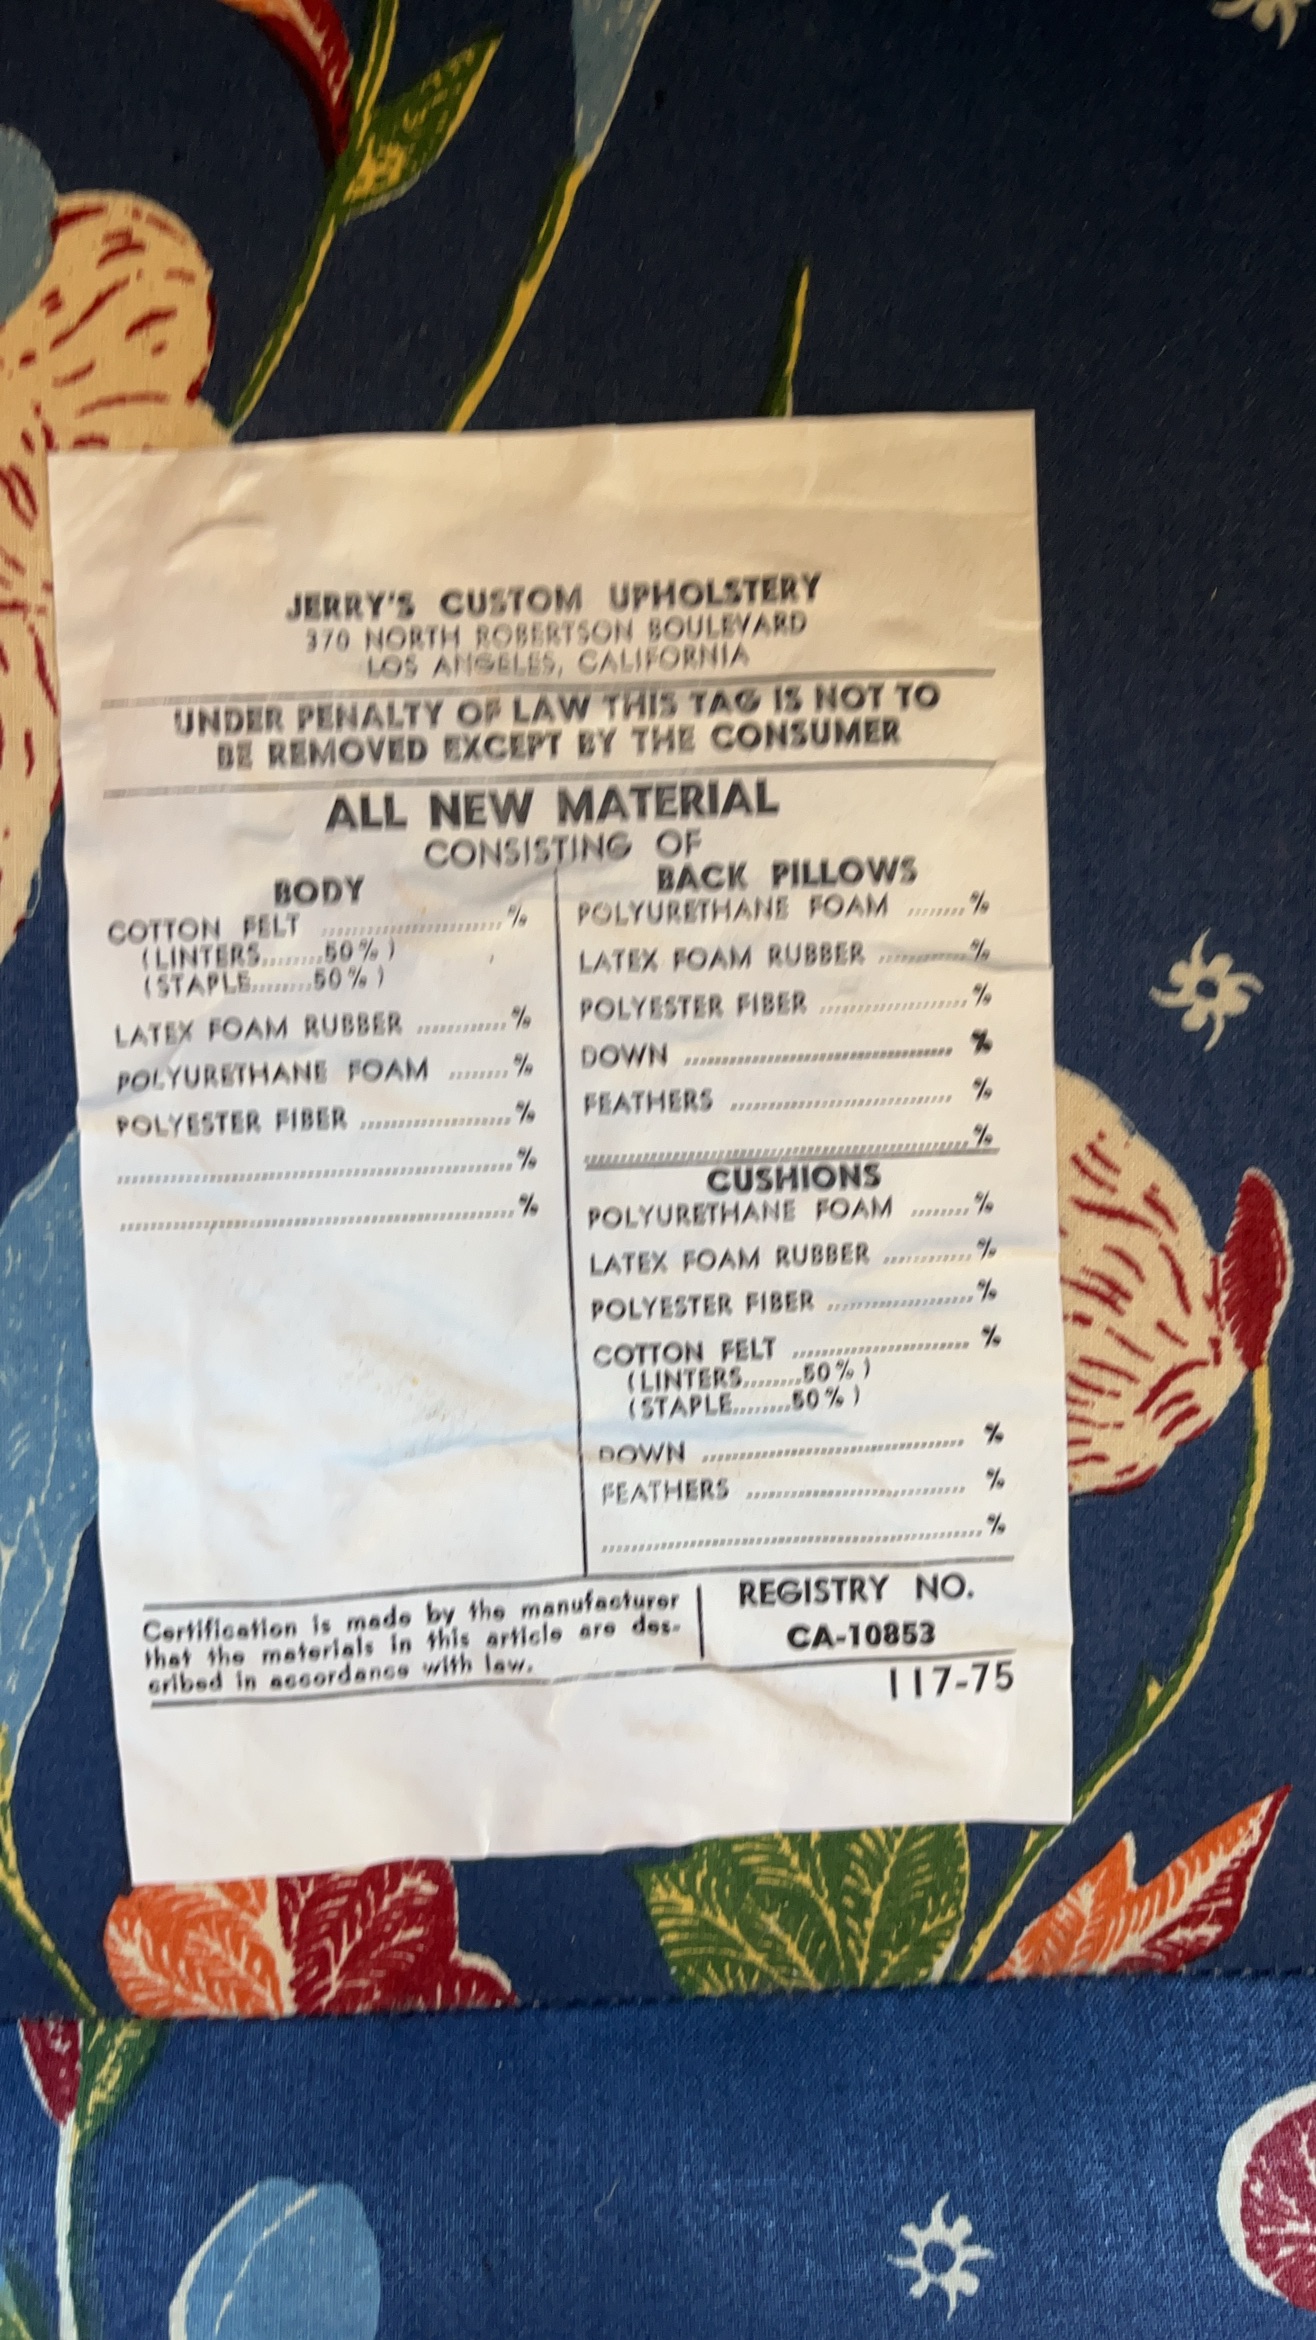 JERRY'S CUSTOM UPHOLSTERY
370 NORTH ROBERTSON BOULEVARD
LOS ANGELES, CALIFORNIA
UNDER PENALTY OF LAW THIS TAG IS NOT TO
BE REMOVED EXCEPT BY THE CONSUMER
ALL NEW MATERIAL
CONSISTING OF
BODY
COTTON FELT ..............................%
(LINTERS........50%)
(STAPLE........50%)
LATEX FOAM RUBBER ............%
POLYURETHANE FOAM ........%
POLYESTER FIBER ....................%
..................................................%
..................................................%
BACK PILLOWS
POLYURETHANE FOAM ........%
LATEX FOAM RUBBER ............%
POLYESTER FIBER ....................%
DOWN ...................................... %
FEATHERS ................................ %
..................................................%
CUSHIONS
POLYURETHANE FOAM ........%
LATEX FOAM RUBBER ............%
POLYESTER FIBER ....................%
COTTON FELT ........................ %
(LINTERS........50%)
(STAPLE........50%)
DOWN ...................................... %
FEATHERS ................................ %
..................................................%
Certification is made by the manufacturer
that the materials in this article are des-
cribed in accordance with law.
REGISTRY NO.
CA-10853
117-75